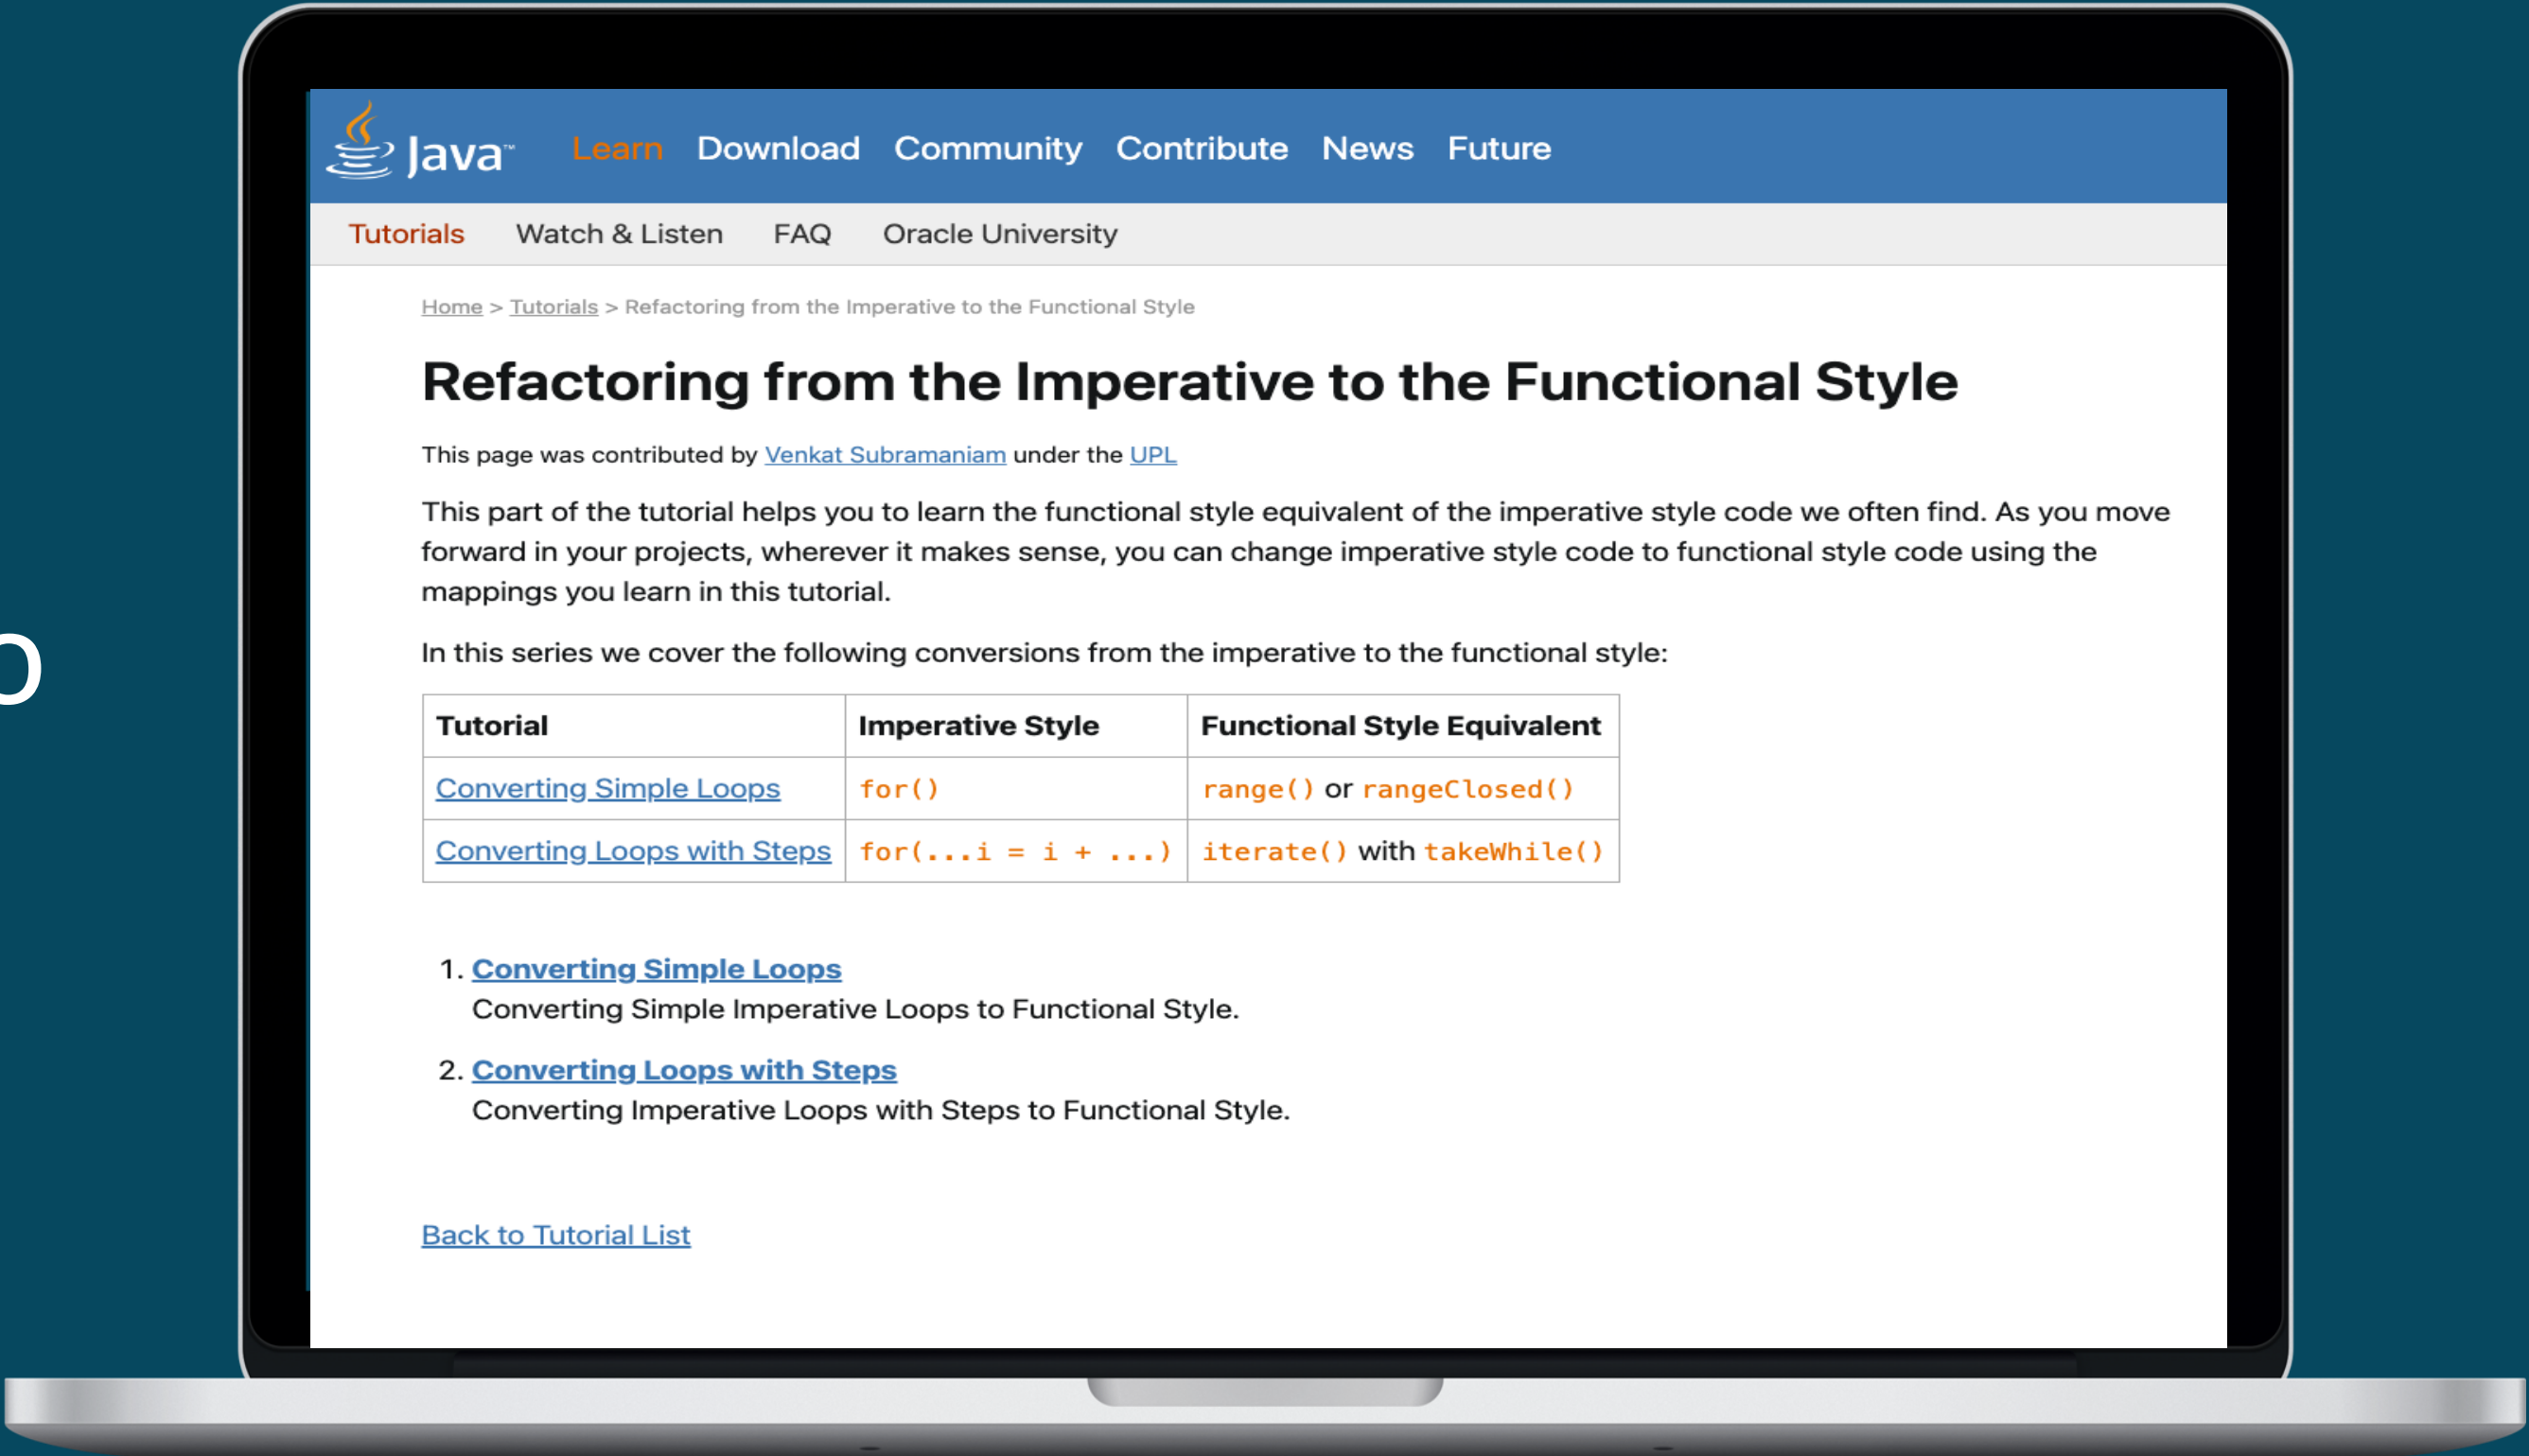 Java™ Learn Download Community Contribute News Future
Tutorials Watch & Listen FAQ Oracle University
Home > Tutorials > Refactoring from the Imperative to the Functional Style
Refactoring from the Imperative to the Functional Style
This page was contributed by Venkat Subramaniam under the UPL
This part of the tutorial helps you to learn the functional style equivalent of the imperative style code we often find. As you move
forward in your projects, wherever it makes sense, you can change imperative style code to functional style code using the
mappings you learn in this tutorial.
In this series we cover the following conversions from the imperative to the functional style:
Tutorial Imperative Style Functional Style Equivalent
Converting Simple Loops for() range() or rangeClosed()
Converting Loops with Steps for(...i = i + ...) iterate() with takeWhile()
1. Converting Simple Loops
Converting Simple Imperative Loops to Functional Style.
2. Converting Loops with Steps
Converting Imperative Loops with Steps to Functional Style.
Back to Tutorial List